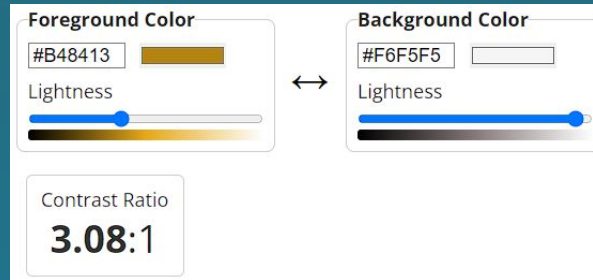 Foreground Color
#B48413
Lightness
Background Color
#F6F5F5
Lightness
Contrast Ratio
3.08:1